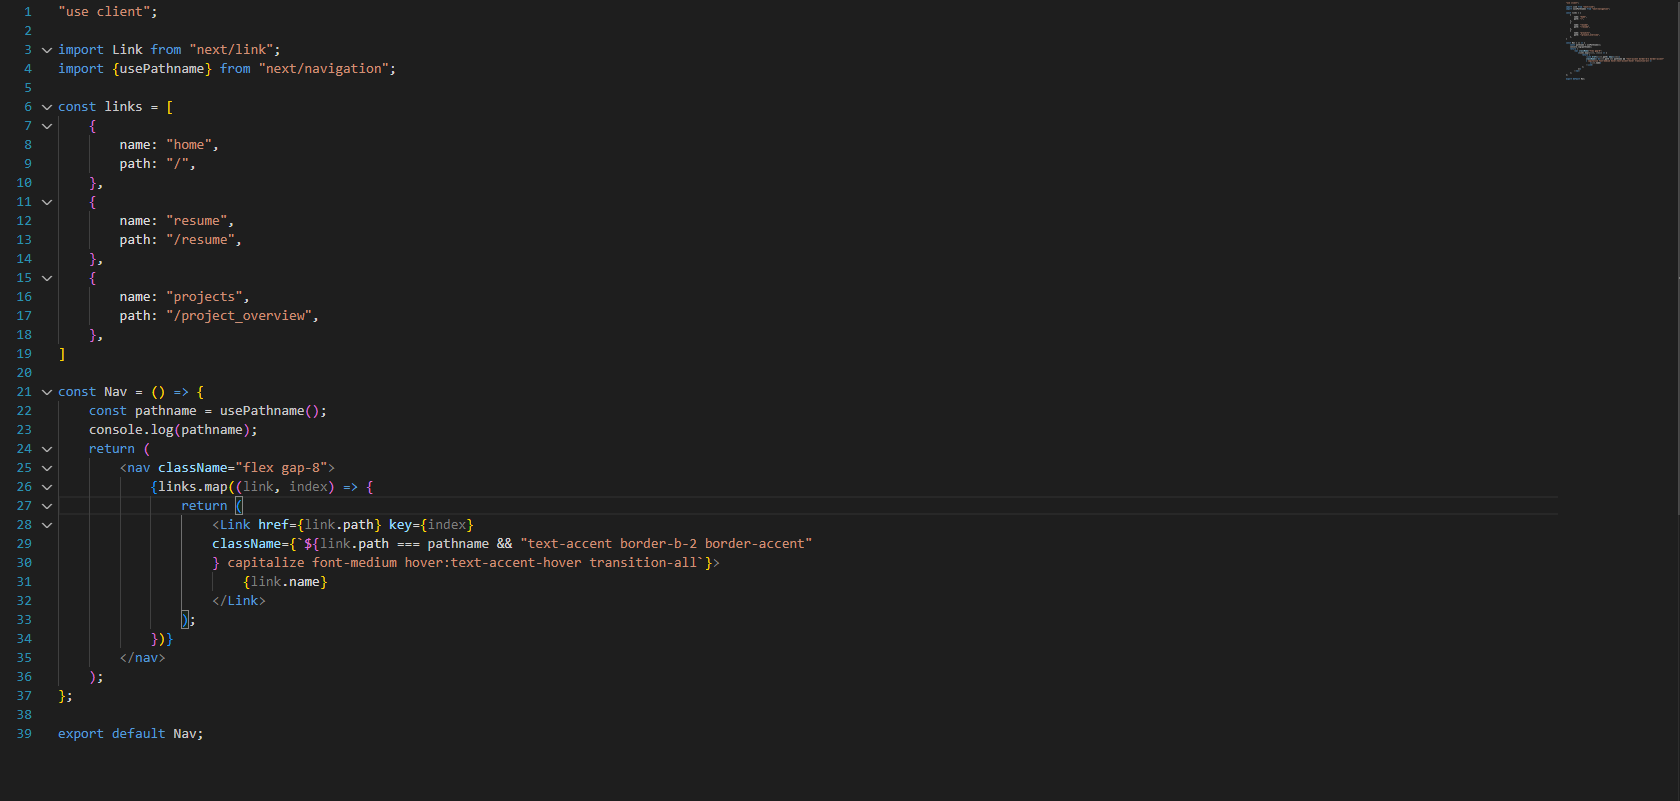 1 "use client";
2
3 import Link from "next/link";
4 import {usePathname} from "next/navigation";
5
6 const links = [
7     {
8         name: "home",
9         path: "/",
10     },
11     {
12         name: "resume",
13         path: "/resume",
14     },
15     {
16         name: "projects",
17         path: "/project_overview",
18     },
19 ]
20
21 const Nav = () => {
22     const pathname = usePathname();
23     console.log(pathname);
24     return (
25         <nav className="flex gap-8">
26             {links.map((link, index) => {
27                 return (
28                     <Link href={link.path} key={index}
29                     className={`${link.path === pathname && "text-accent border-b-2 border-accent"
30                     } capitalize font-medium hover:text-accent-hover transition-all`}>
31                         {link.name}
32                     </Link>
33                 );
34             })}
35         </nav>
36     );
37 };
38
39 export default Nav;